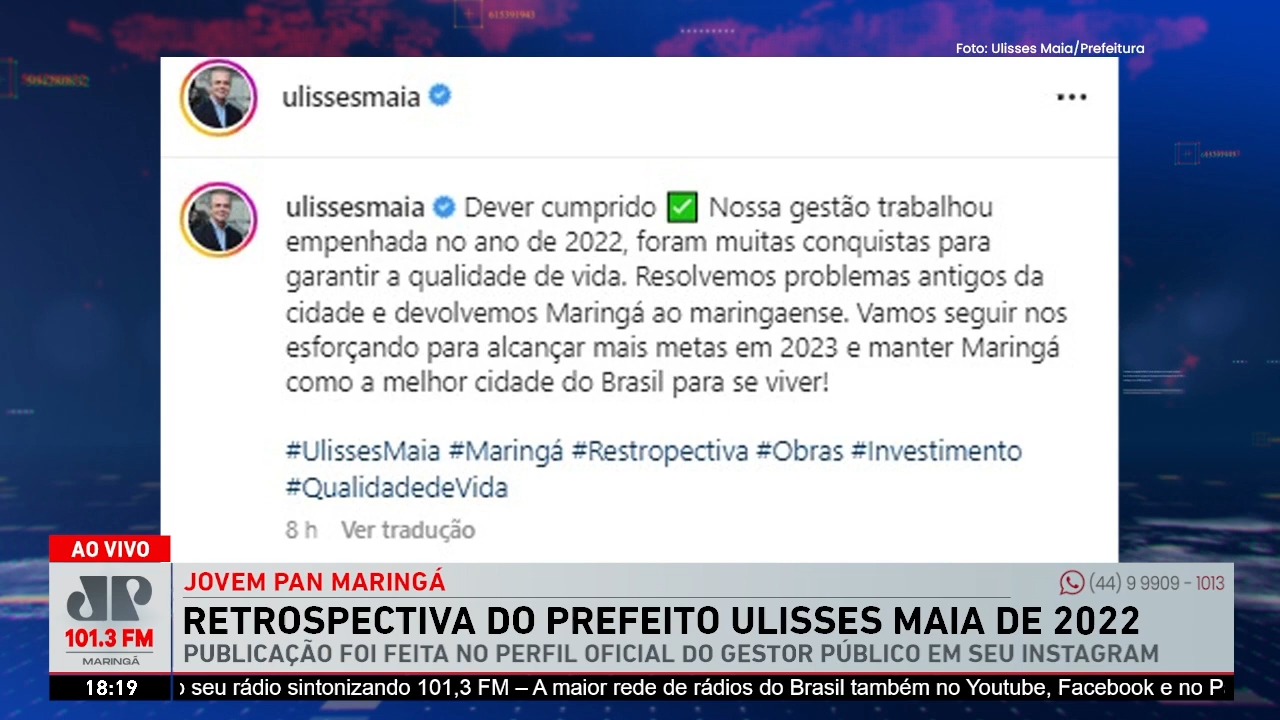 615391943
Foto: Ulisses Maia/Prefeitura
ulissesmaia
ulissesmaia Dever cumprido ✅ Nossa gestão trabalhou
empenhada no ano de 2022, foram muitas conquistas para
garantir a qualidade de vida. Resolvemos problemas antigos da
cidade e devolvemos Maringá ao maringaense. Vamos seguir nos
esforçando para alcançar mais metas em 2023 e manter Maringá
como a melhor cidade do Brasil para se viver!
#UlissesMaia #Maringá #Restropectiva #Obras #Investimento
#QualidadedeVida
8 h Ver tradução
AO VIVO
JP
101.3 FM
MARINGÁ
JOVEM PAN MARINGÁ
(44) 9 9909 - 1013
RETROSPECTIVA DO PREFEITO ULISSES MAIA DE 2022
PUBLICAÇÃO FOI FEITA NO PERFIL OFICIAL DO GESTOR PÚBLICO EM SEU INSTAGRAM
18:19
o seu rádio sintonizando 101,3 FM – A maior rede de rádios do Brasil também no Youtube, Facebook e no